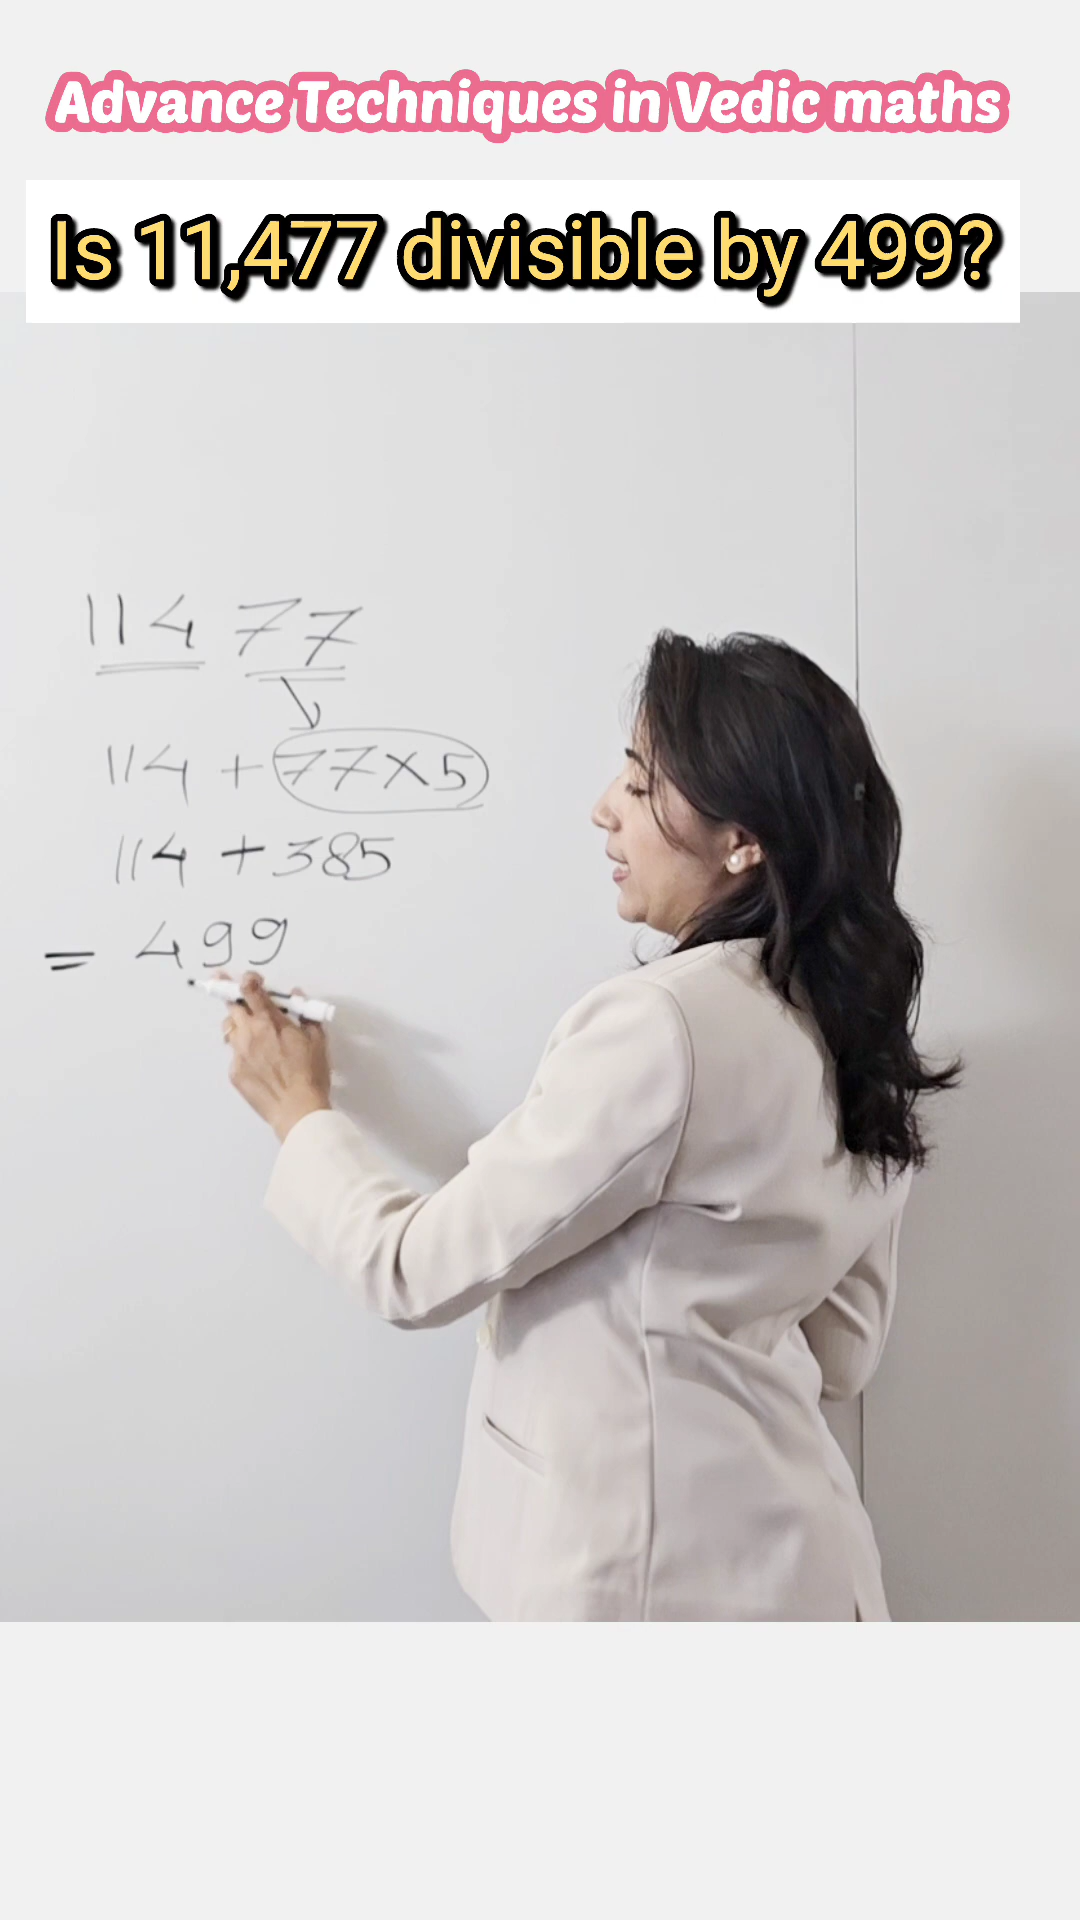 Advance Techniques in Vedic maths
Is 11,477 divisible by 499?
114 77
114 + 77×5
114 + 385
= 499